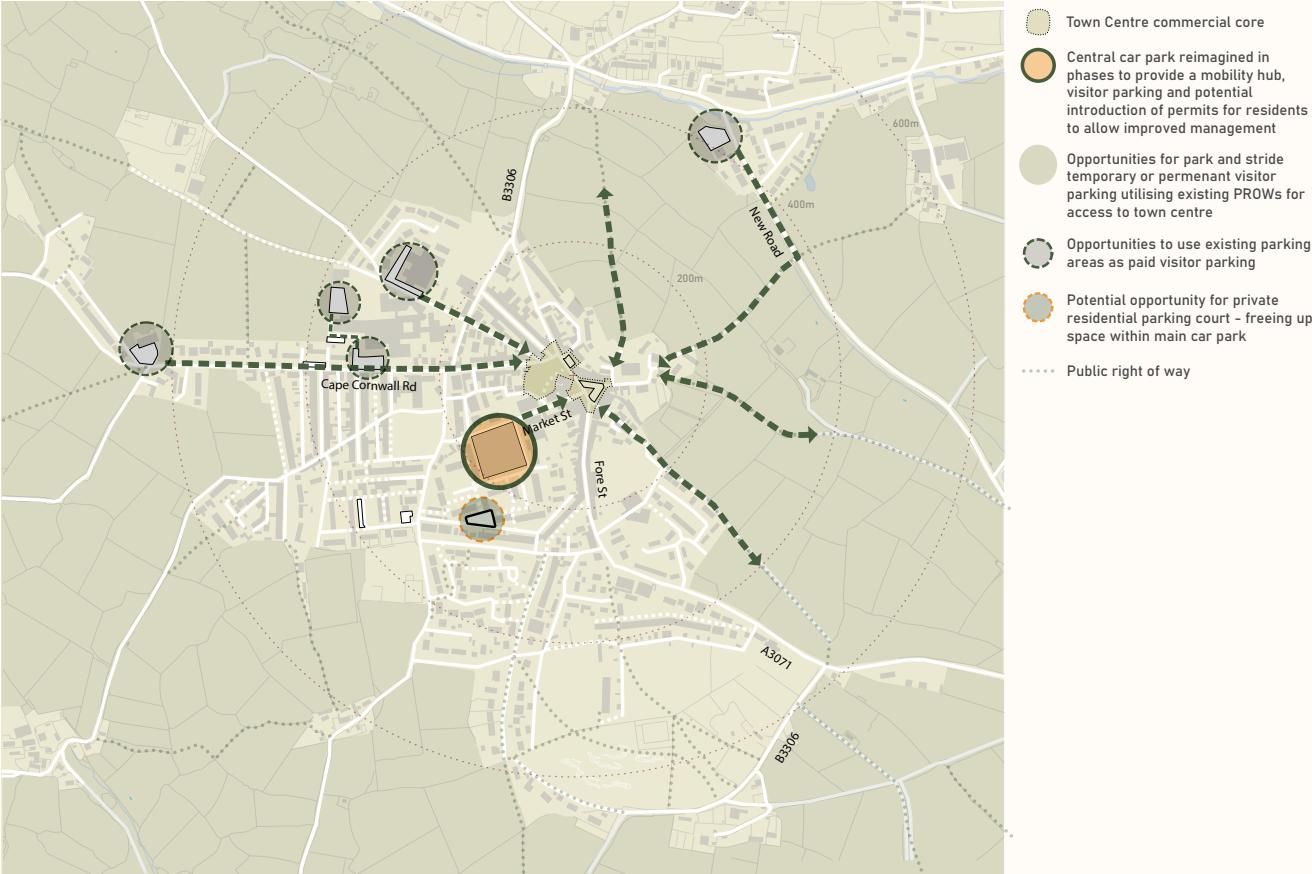 B3306
600m
400m
New Road
200m
Cape Cornwall Rd
Market St
Fore St
A3071
B3306
Town Centre commercial core
Central car park reimagined in
phases to provide a mobility hub,
visitor parking and potential
introduction of permits for residents
to allow improved management
Opportunities for park and stride
temporary or permenant visitor
parking utilising existing PROWs for
access to town centre
Opportunities to use existing parking
areas as paid visitor parking
Potential opportunity for private
residential parking court - freeing up
space within main car park
Public right of way